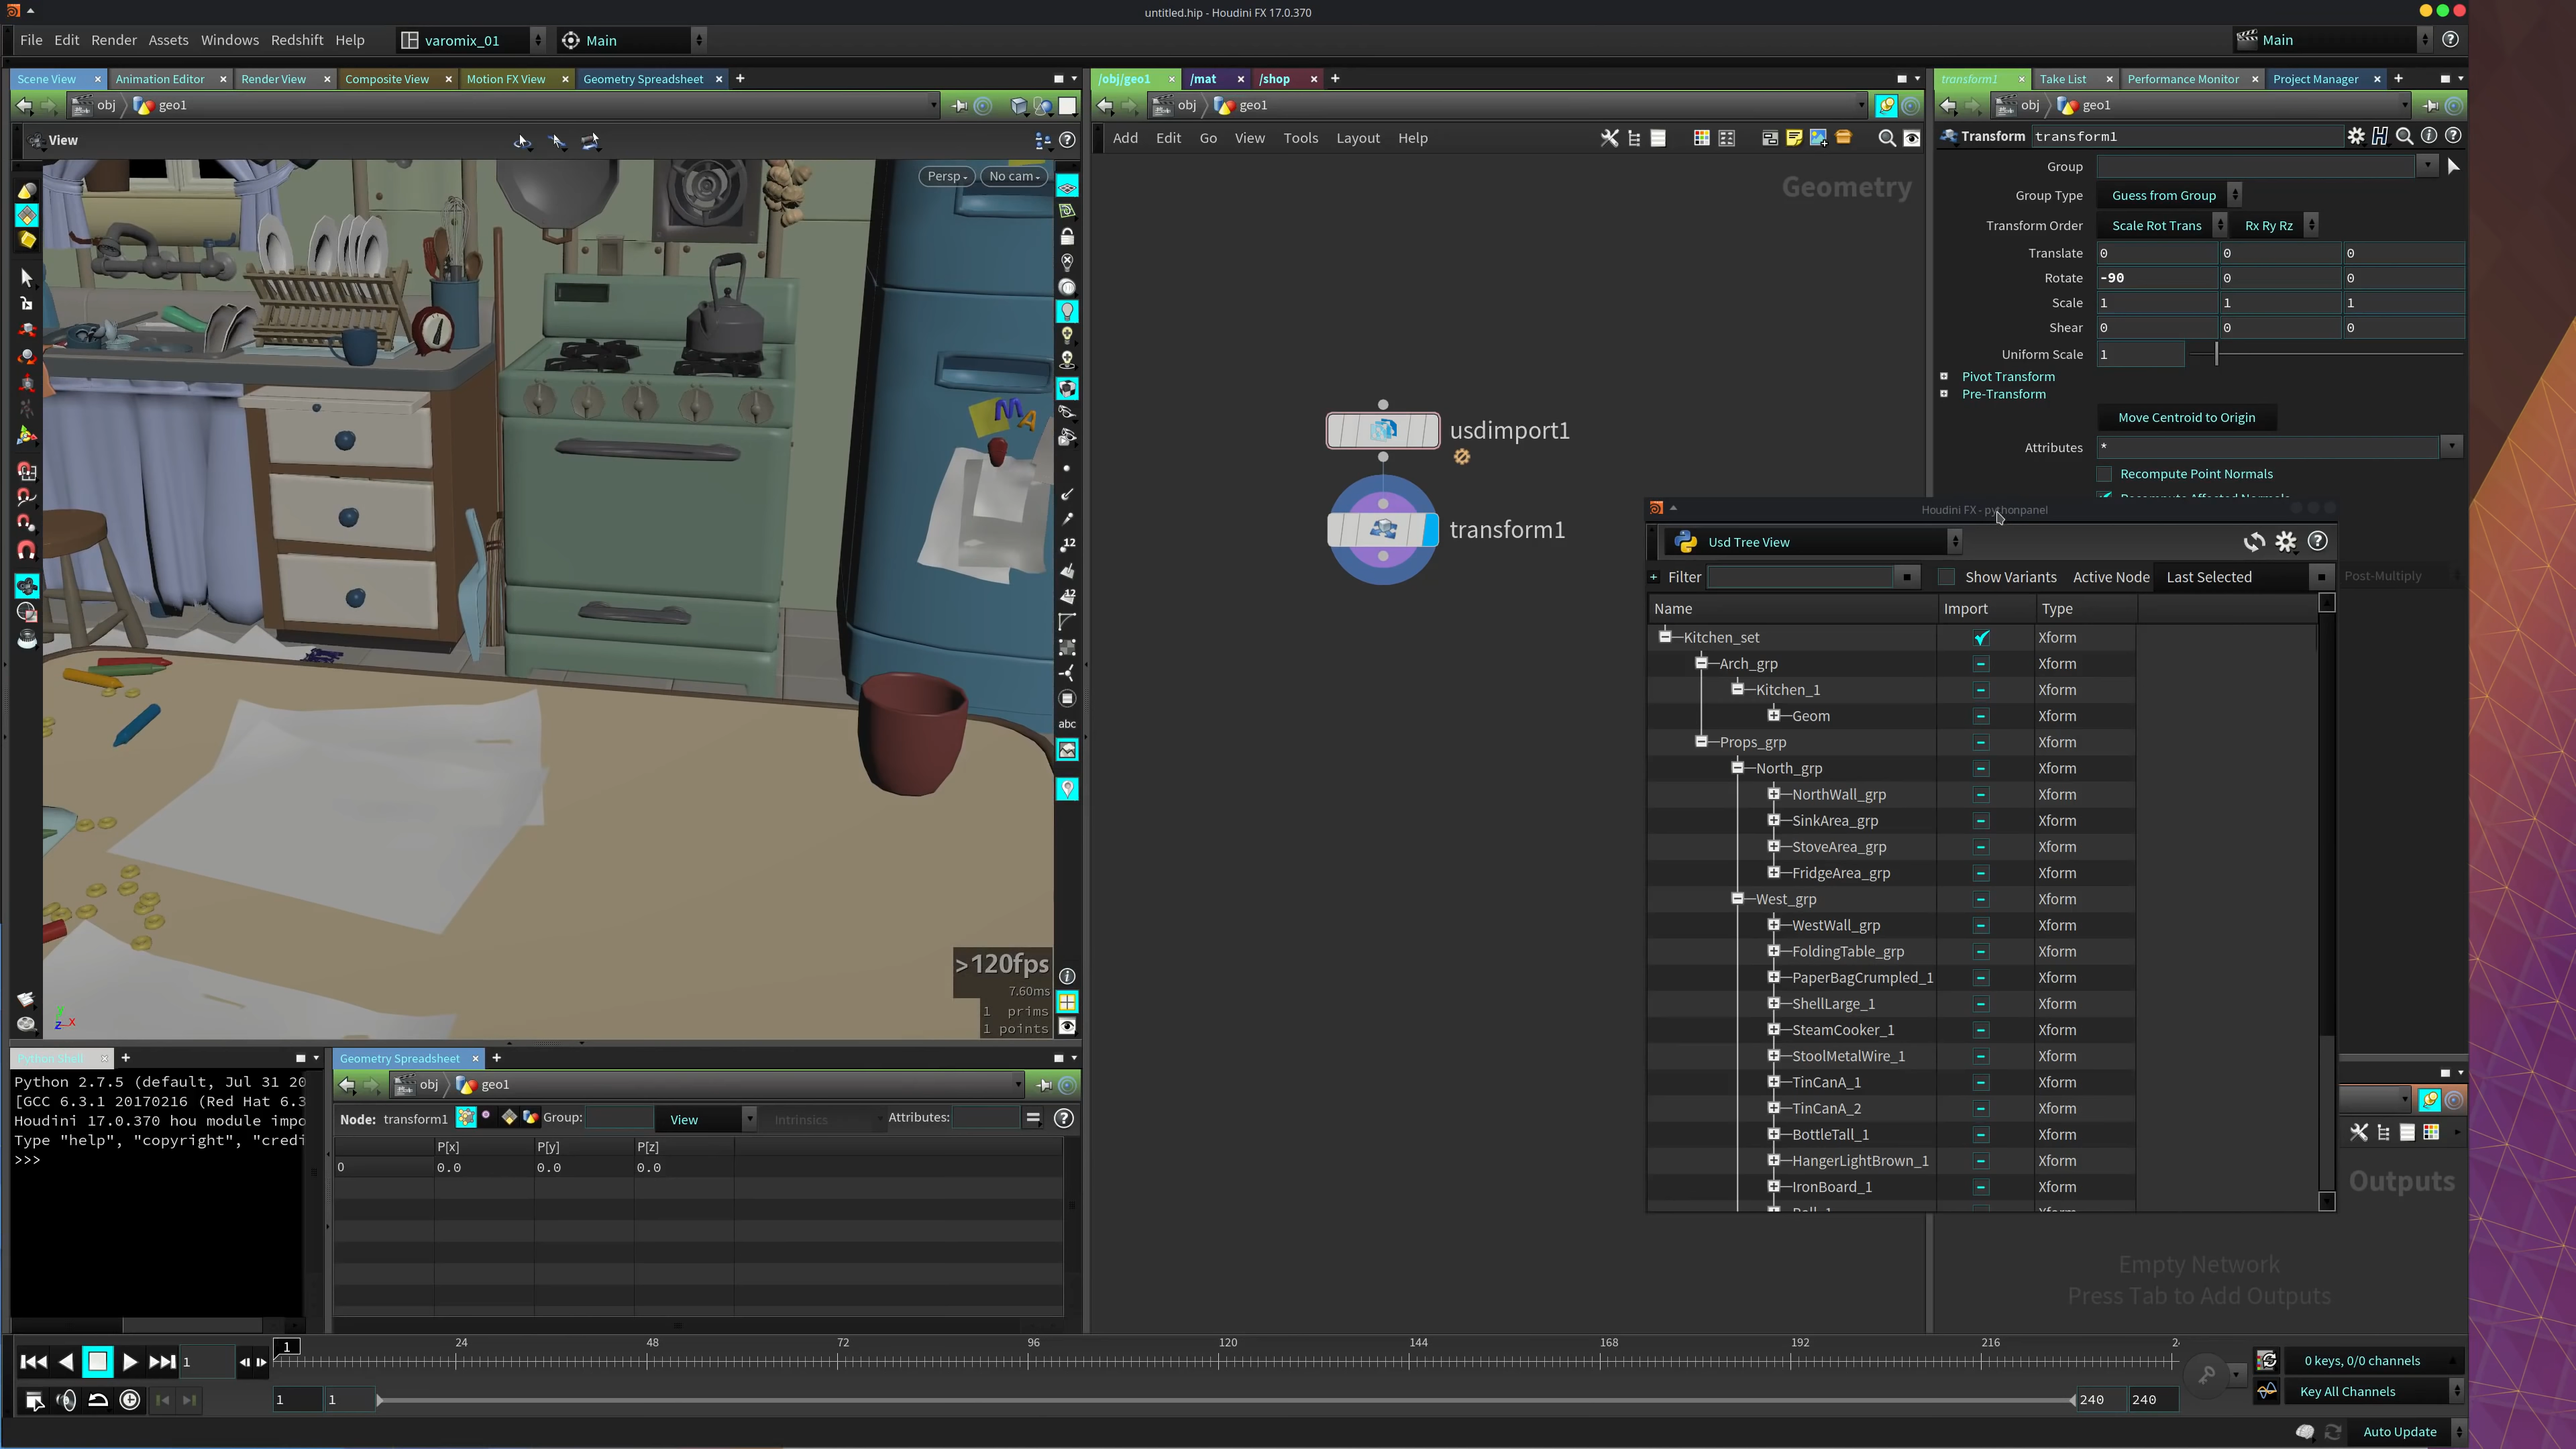 untitled.hip - Houdini FX 17.0.370
File Edit Render Assets Windows Redshift Help varomix_01 Main Main
Scene View Animation Editor Render View Composite View Motion FX View Geometry Spreadsheet
obj geo1
View
Persp No cam
12
12
abc
>120fps
7.60ms
1 prims
1 points
M
A
z x
/obj/geo1 /mat /shop
obj geo1
Add Edit Go View Tools Layout Help
Geometry
usdimport1
transform1
transform1 Take List Performance Monitor Project Manager
obj geo1
Transform transform1
Group
Group Type Guess from Group
Transform Order Scale Rot Trans Rx Ry Rz
Translate 0 0 0
Rotate -90 0 0
Scale 1 1 1
Shear 0 0 0
Uniform Scale 1
Pivot Transform
Pre-Transform
Move Centroid to Origin
Attributes *
Recompute Point Normals
Houdini FX - pythonpanel
Usd Tree View
Filter Show Variants Active Node Last Selected
Post-Multiply
Name Import Type
Kitchen_set Xform
Arch_grp Xform
Kitchen_1 Xform
Geom Xform
Props_grp Xform
North_grp Xform
NorthWall_grp Xform
SinkArea_grp Xform
StoveArea_grp Xform
FridgeArea_grp Xform
West_grp Xform
WestWall_grp Xform
FoldingTable_grp Xform
PaperBagCrumpled_1 Xform
ShellLarge_1 Xform
SteamCooker_1 Xform
StoolMetalWire_1 Xform
TinCanA_1 Xform
TinCanA_2 Xform
BottleTall_1 Xform
HangerLightBrown_1 Xform
IronBoard_1 Xform
Outputs
Empty Network
Press Tab to Add Outputs
Python Shell
Python 2.7.5 (default, Jul 31 20
[GCC 6.3.1 20170216 (Red Hat 6.3
Houdini 17.0.370 hou module impo
Type "help", "copyright", "credi
>>>
Geometry Spreadsheet
obj geo1
Node: transform1 Group: View Intrinsics Attributes:
P[x] P[y] P[z]
0 0.0 0.0 0.0
1 24 48 72 96 120 144 168 192 216 2
1
1 1 240 240
0 keys, 0/0 channels
Key All Channels
Auto Update